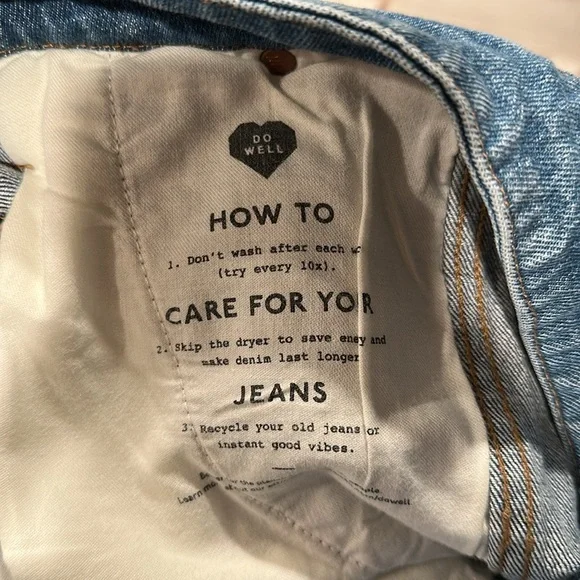 DO
WELL
HOW TO
1. Don't wash after each
(try every 10x).
CARE FOR YOR
2. Skip the dryer to save eney and
make denim last longer
JEANS
3. Recycle your old jeans or
instant good vibes.
Learn